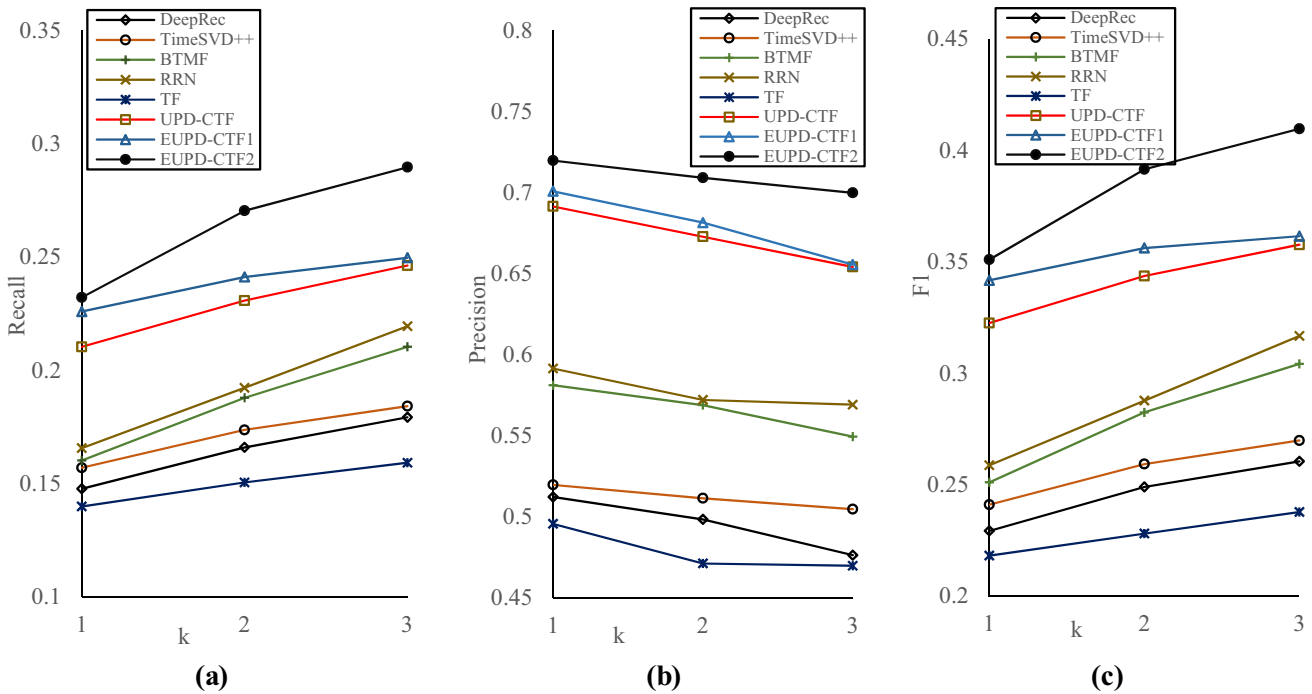 0.35
0.3
0.25
0.2
0.15
0.1
Recall
DeepRec
TimeSVD++
BTMF
RRN
TF
UPD-CTF
EUPD-CTF1
EUPD-CTF2
1
2
3
k
(a)
0.8
0.75
0.7
0.65
0.6
0.55
0.5
0.45
Precision
DeepRec
TimeSVD++
BTMF
RRN
TF
UPD-CTF
EUPD-CTF1
EUPD-CTF2
1
2
3
k
(b)
0.45
0.4
0.35
0.3
0.25
0.2
F1
DeepRec
TimeSVD++
BTMF
RRN
TF
UPD-CTF
EUPD-CTF1
EUPD-CTF2
1
2
3
k
(c)